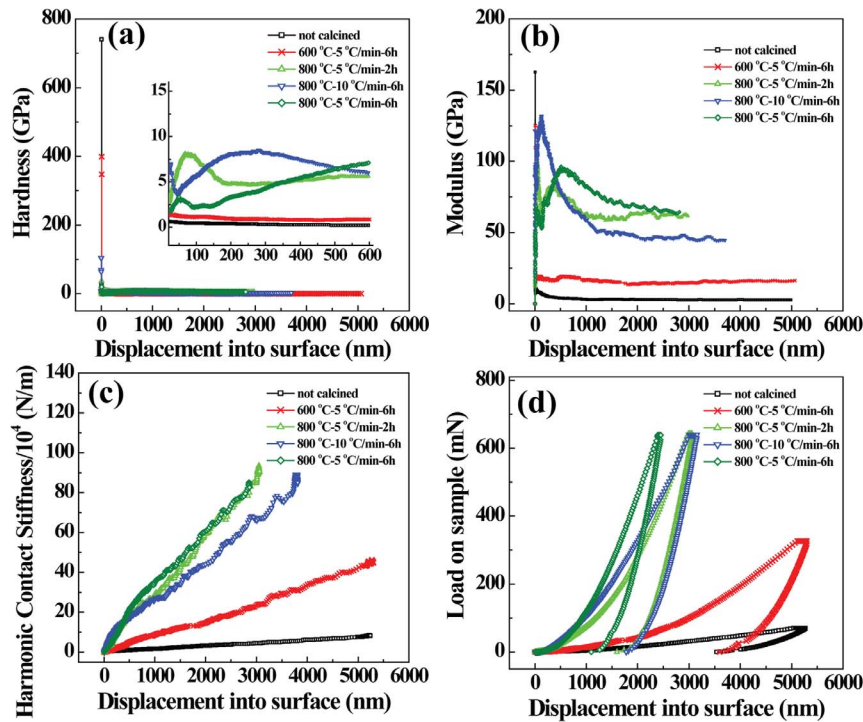 (a)
not calcined
600 °C-5 °C/min-6h
800 °C-5 °C/min-2h
800 °C-10 °C/min-6h
800 °C-5 °C/min-6h
Hardness (GPa)
800
600
400
200
0
15
10
5
0
100 200 300 400 500 600
0 1000 2000 3000 4000 5000 6000
Displacement into surface (nm)
(b)
not calcined
600 °C-5 °C/min-6h
800 °C-5 °C/min-2h
800 °C-10 °C/min-6h
800 °C-5 °C/min-6h
Modulus (GPa)
200
150
100
50
0
0 1000 2000 3000 4000 5000 6000
Displacement into surface (nm)
(c)
not calcined
600 °C-5 °C/min-6h
800 °C-5 °C/min-2h
800 °C-10 °C/min-6h
800 °C-5 °C/min-6h
Harmonic Contact Stiffness/10⁴ (N/m)
140
120
100
80
60
40
20
0
0 1000 2000 3000 4000 5000 6000
Displacement into surface (nm)
(d)
not calcined
600 °C-5 °C/min-6h
800 °C-5 °C/min-2h
800 °C-10 °C/min-6h
800 °C-5 °C/min-6h
Load on sample (mN)
800
600
400
200
0
0 1000 2000 3000 4000 5000 6000
Displacement into surface (nm)